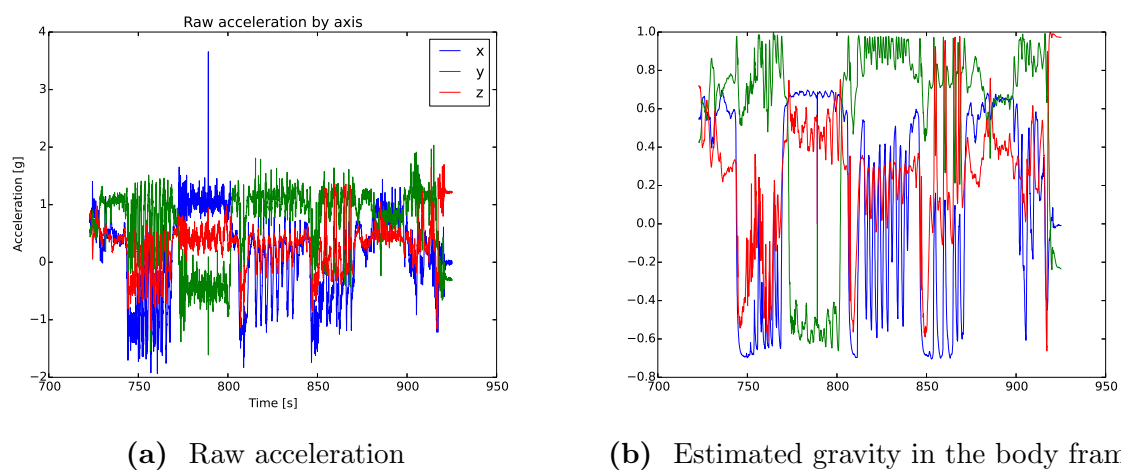 Raw acceleration by axis
4
3
2
1
0
−1
−2
Acceleration [g]
x
y
z
700 750 800 850 900 950
Time [s]
1.0
0.8
0.6
0.4
0.2
0.0
−0.2
−0.4
−0.6
−0.8
700 750 800 850 900 950
(a) Raw acceleration
(b) Estimated gravity in the body fram